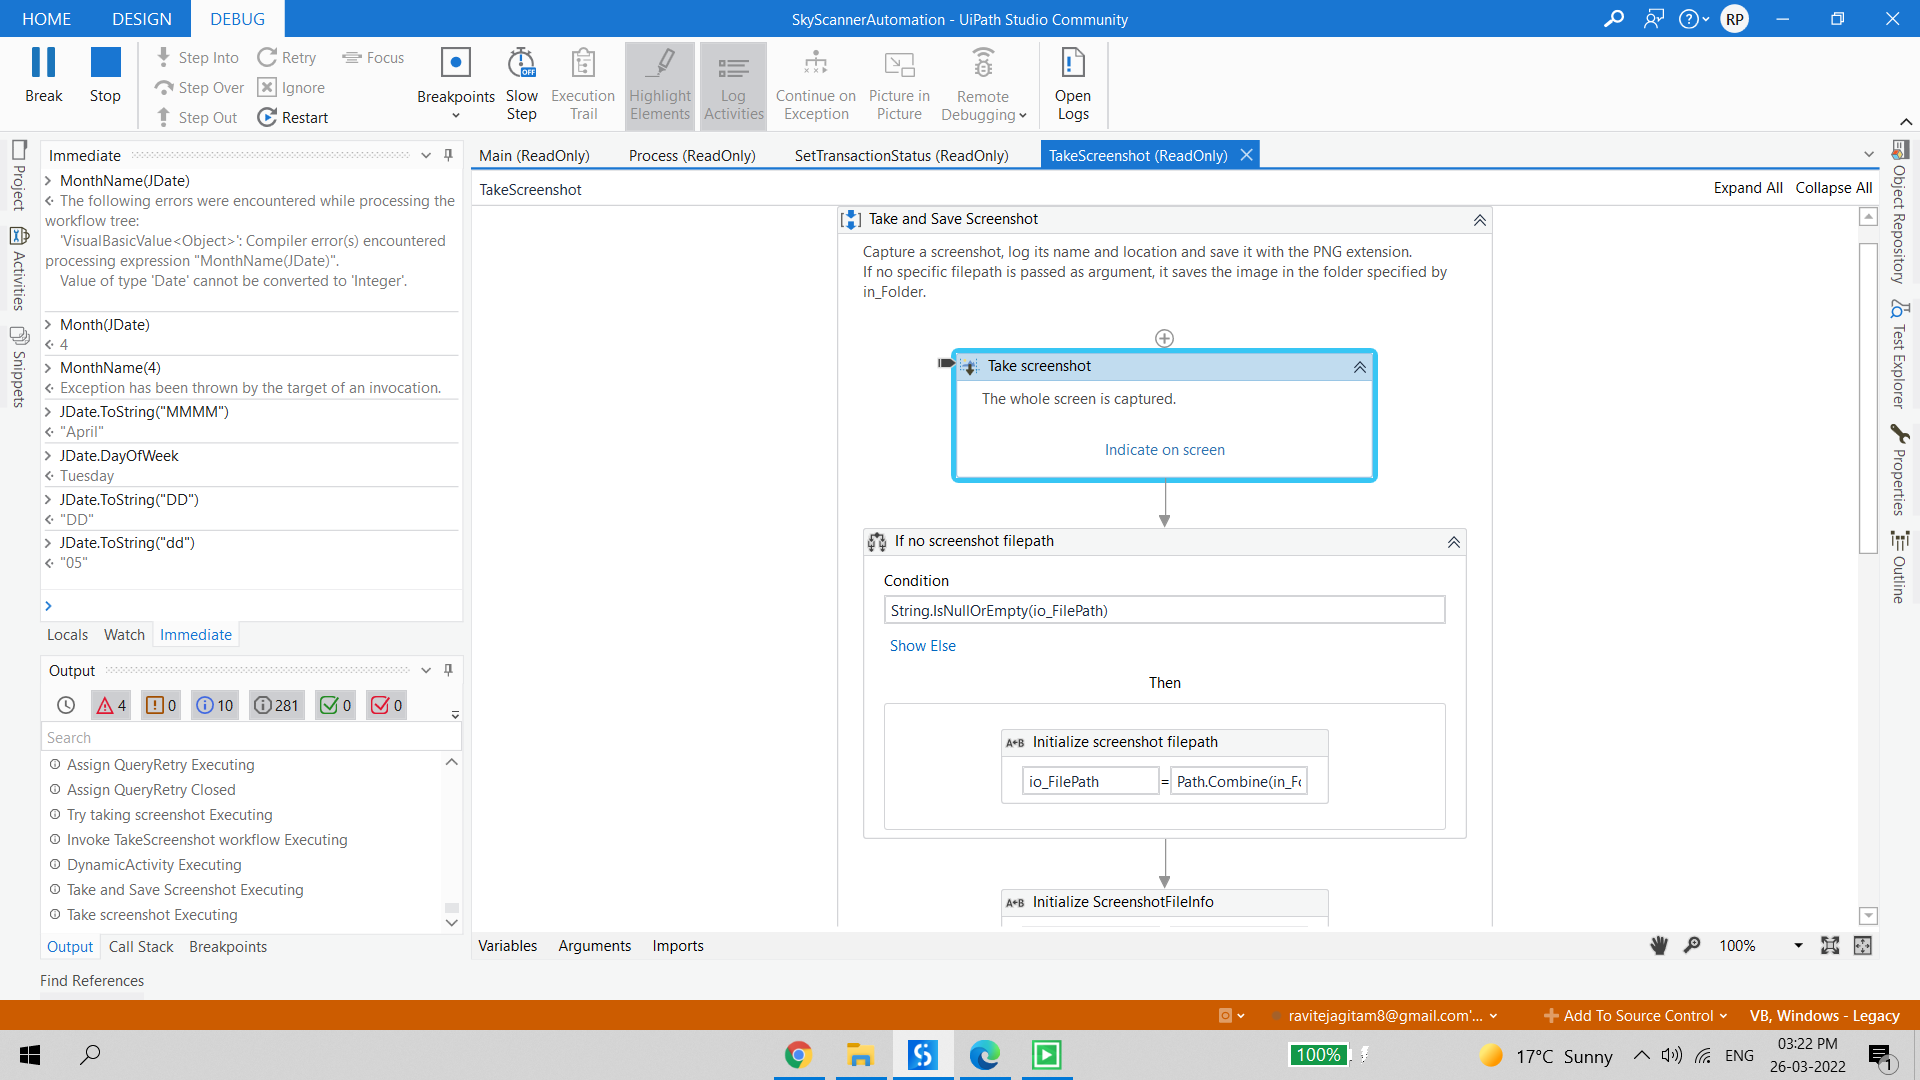 HOME
DESIGN
DEBUG
SkyScannerAutomation - UiPath Studio Community
RP
Break
Stop
Step Into
Step Over
Step Out
Retry
Ignore
Restart
Focus
Breakpoints
OFF
Slow
Step
Execution
Trail
Highlight
Elements
Log
Activities
Continue on
Exception
Picture in
Picture
Remote
Debugging
Open
Logs
Project
Activities
Snippets
Immediate
MonthName(JDate)
The following errors were encountered while processing the
workflow tree:
'VisualBasicValue<Object>': Compiler error(s) encountered
processing expression "MonthName(JDate)".
Value of type 'Date' cannot be converted to 'Integer'.
Month(JDate)
4
MonthName(4)
Exception has been thrown by the target of an invocation.
JDate.ToString("MMMM")
"April"
JDate.DayOfWeek
Tuesday
JDate.ToString("DD")
"DD"
JDate.ToString("dd")
"05"
Locals
Watch
Immediate
Output
4
0
10
281
0
0
Search
Assign QueryRetry Executing
Assign QueryRetry Closed
Try taking screenshot Executing
Invoke TakeScreenshot workflow Executing
DynamicActivity Executing
Take and Save Screenshot Executing
Take screenshot Executing
Output
Call Stack
Breakpoints
Find References
Main (ReadOnly)
Process (ReadOnly)
SetTransactionStatus (ReadOnly)
TakeScreenshot (ReadOnly)
TakeScreenshot
Expand All
Collapse All
Take and Save Screenshot
Capture a screenshot, log its name and location and save it with the PNG extension.
If no specific filepath is passed as argument, it saves the image in the folder specified by
in_Folder.
Take screenshot
The whole screen is captured.
Indicate on screen
If no screenshot filepath
Condition
String.IsNullOrEmpty(io_FilePath)
Show Else
Then
A+B Initialize screenshot filepath
io_FilePath = Path.Combine(in_Fo
A+B Initialize ScreenshotFileInfo
Variables
Arguments
Imports
100%
Object Repository
Test Explorer
Properties
Outline
ravitejagitam8@gmail.com'...
Add To Source Control
VB, Windows - Legacy
100%
17°C Sunny
ENG
03:22 PM
26-03-2022
1